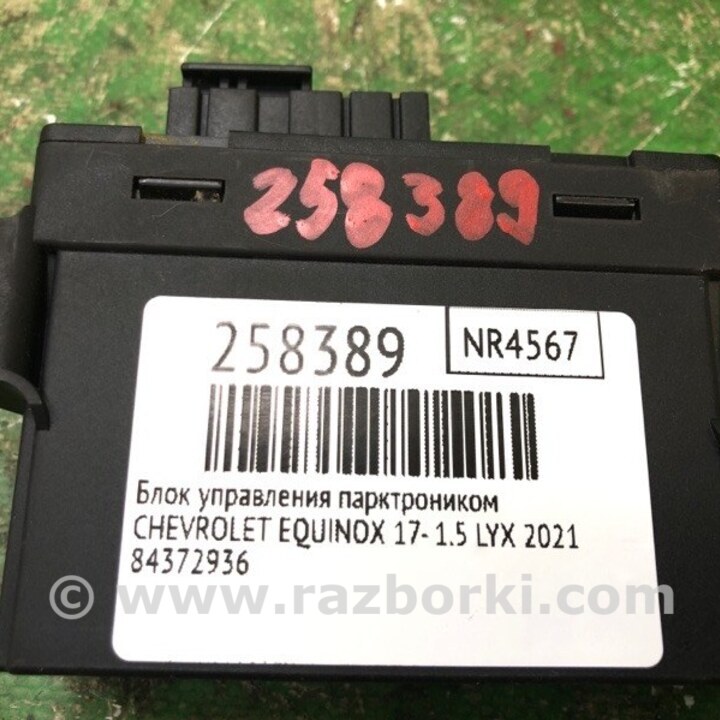 258389
258389 NR4567
Блок управления парктроником
CHEVROLET EQUINOX 17- 1.5 LYX 2021
84372936
© www.razborki.com